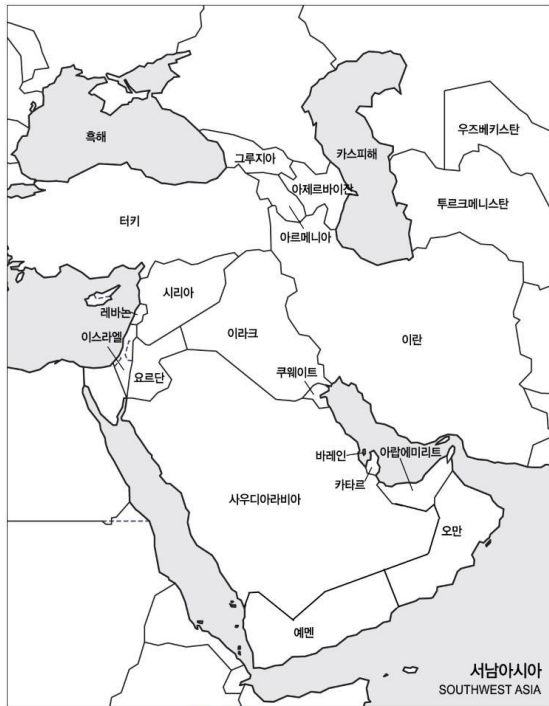 흑해
그루지아
카스피해
우즈베키스탄
아제르바이잔
투르크메니스탄
터키
아르메니아
시리아
레바논
이라크
이란
이스라엘
요르단
쿠웨이트
바레인
아랍에미리트
카타르
사우디아라비아
오만
예멘
서남아시아
SOUTHWEST ASIA